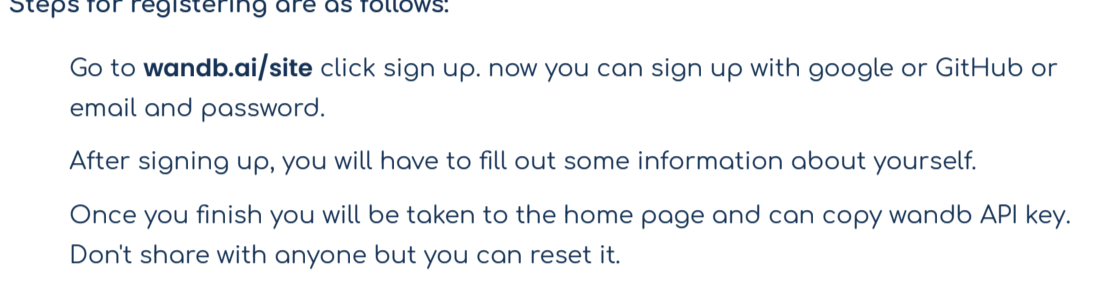 Steps for registering are as follows:
Go to wandb.ai/site click sign up. now you can sign up with google or GitHub or
email and password.
After signing up, you will have to fill out some information about yourself.
Once you finish you will be taken to the home page and can copy wandb API key.
Don't share with anyone but you can reset it.